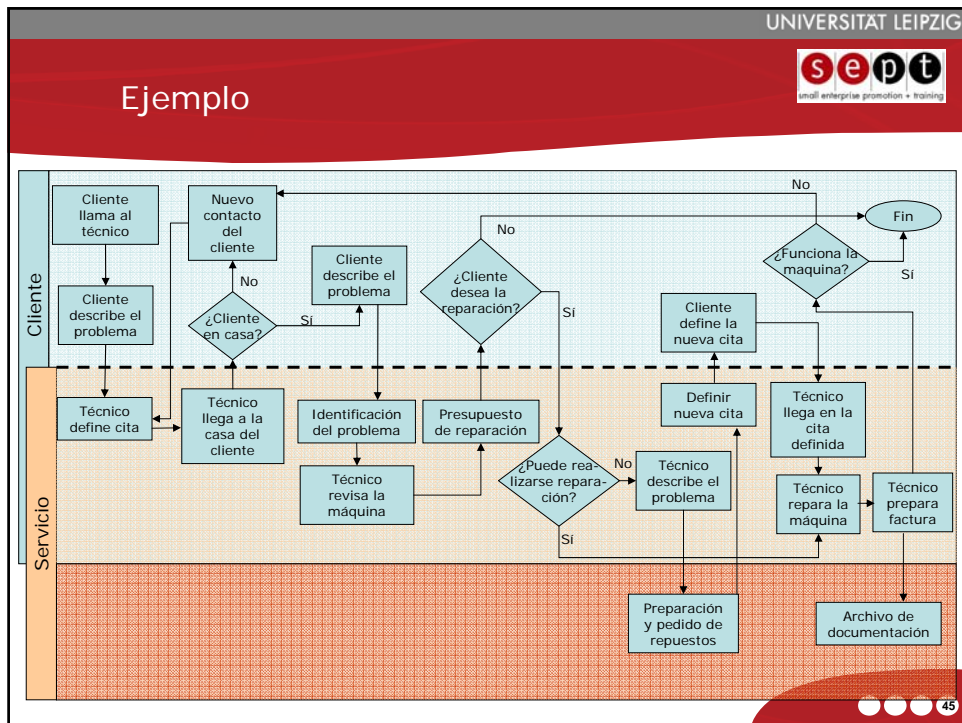 UNIVERSITÄT LEIPZIG
sept
small enterprise promotion + training
Ejemplo
Cliente
Servicio
Cliente
llama al
técnico
Nuevo
contacto
del
cliente
No
No
Fin
Cliente
describe el
problema
¿Cliente
desea la
reparación?
¿Funciona la
maquina?
Sí
Cliente
describe el
problema
No
¿Cliente
en casa?
Sí
Sí
Cliente
define la
nueva cita
Técnico
define cita
Técnico
llega a la
casa del
cliente
Identificación
del problema
Presupuesto
de reparación
Definir
nueva cita
Técnico
llega en la
cita
definida
Técnico
revisa la
máquina
¿Puede rea-
lizarse repara-
ción?
No
Sí
Técnico
describe el
problema
Técnico
repara la
máquina
Técnico
prepara
factura
Preparación
y pedido de
repuestos
Archivo de
documentación
45